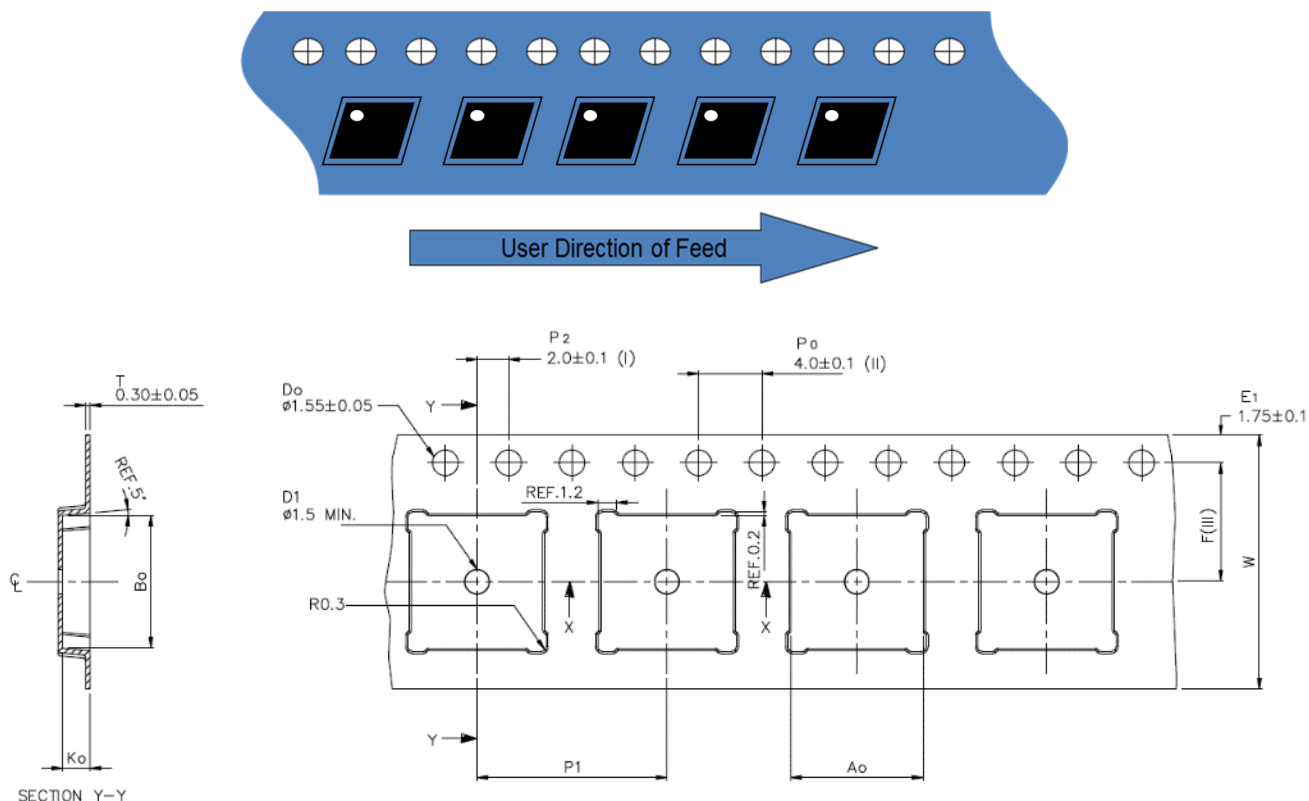 User Direction of Feed
P2
2.0±0.1 (I)
Po
4.0±0.1 (II)
T
0.30±0.05
Do
ø1.55±0.05
Y
E1
1.75±0.1
REF.5°
D1
ø1.5 MIN.
REF.1.2
REF.0.2
F(III)
W
℄
Bo
R0.3
X
X
Y
Ko
P1
Ao
SECTION Y-Y